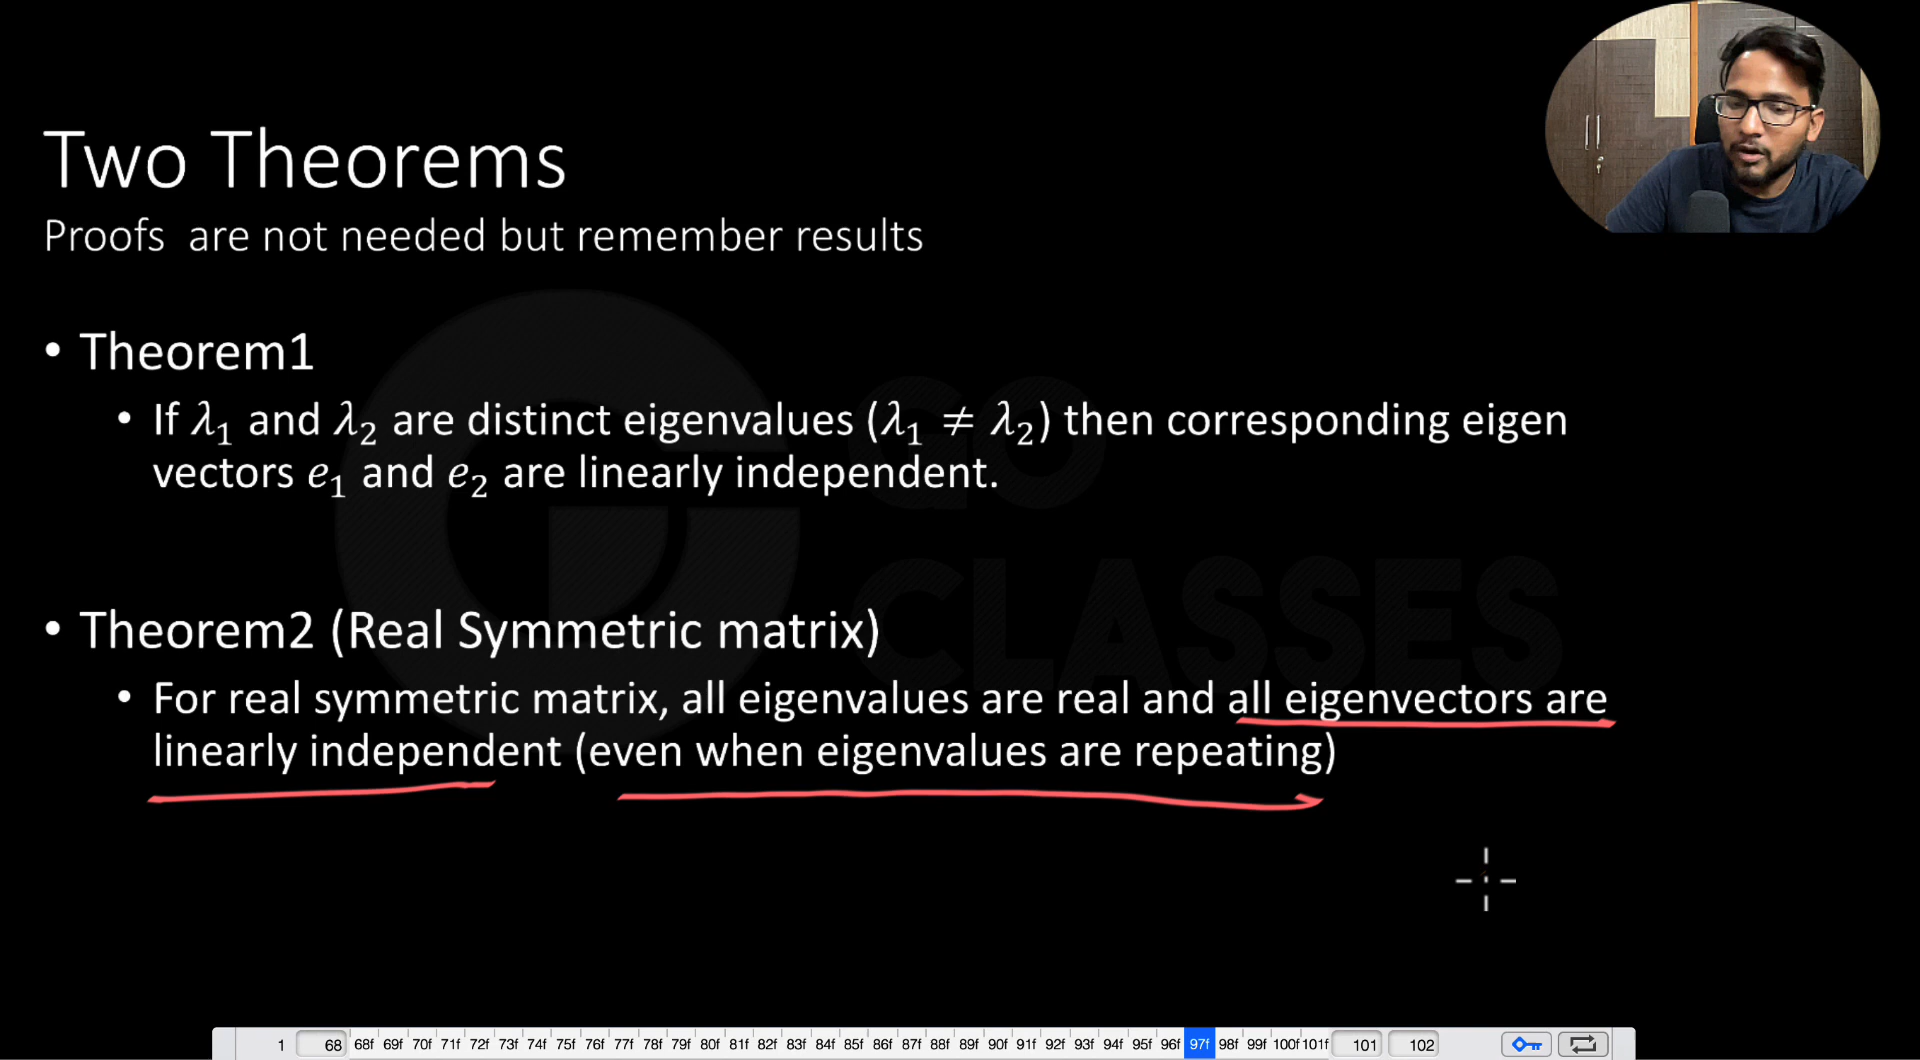 Two Theorems
Proofs are not needed but remember results
• Theorem1
• If λ₁ and λ₂ are distinct eigenvalues (λ₁ ≠ λ₂) then corresponding eigen
vectors e₁ and e₂ are linearly independent.
• Theorem2 (Real Symmetric matrix)
• For real symmetric matrix, all eigenvalues are real and all eigenvectors are
linearly independent (even when eigenvalues are repeating)
GO
CLASSES
1 68 68f 69f 70f 71f 72f 73f 74f 75f 76f 77f 78f 79f 80f 81f 82f 83f 84f 85f 86f 87f 88f 89f 90f 91f 92f 93f 94f 95f 96f 97f 98f 99f 100f 101f 101 102